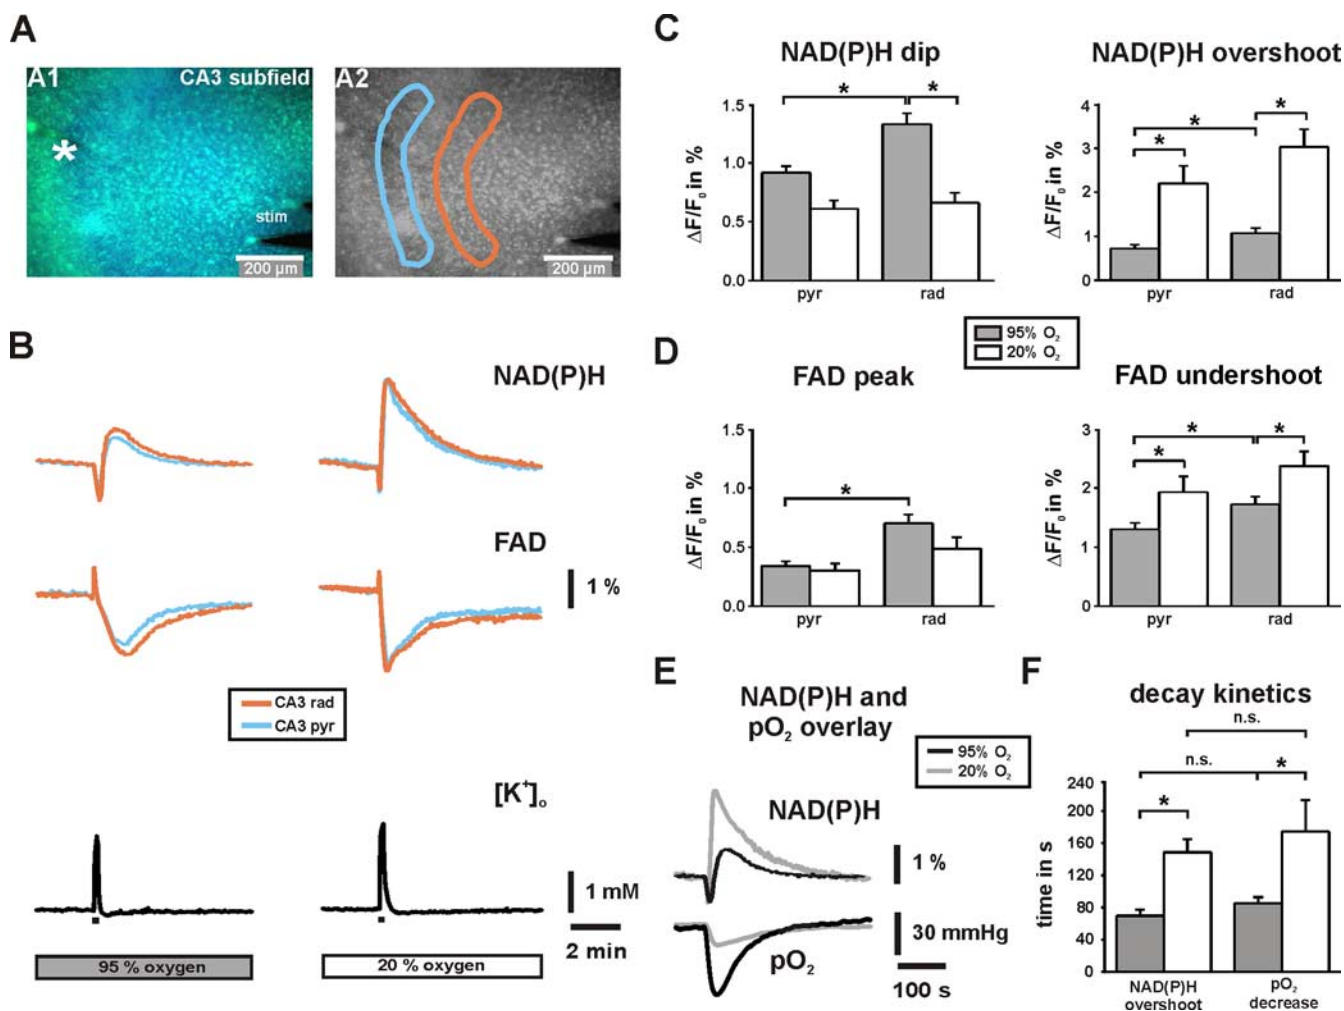 A
A1
CA3 subfield
*
stim
200 µm
A2
200 µm
B
NAD(P)H
FAD
1 %
CA3 rad
CA3 pyr
[K⁺]ₒ
1 mM
2 min
95 % oxygen
20 % oxygen
C
NAD(P)H dip
ΔF/F₀ in %
1.5
1.0
0.5
0.0
*
*
pyr
rad
NAD(P)H overshoot
ΔF/F₀ in %
4
3
2
1
0
*
*
*
pyr
rad
95% O₂
20% O₂
D
FAD peak
ΔF/F₀ in %
1.5
1.0
0.5
0.0
*
pyr
rad
FAD undershoot
ΔF/F₀ in %
3
2
1
0
*
*
*
pyr
rad
E
NAD(P)H and
pO₂ overlay
95% O₂
20% O₂
NAD(P)H
1 %
30 mmHg
pO₂
100 s
F
decay kinetics
n.s.
n.s.
*
*
time in s
240
200
160
120
80
40
0
NAD(P)H
overshoot
pO₂
decrease